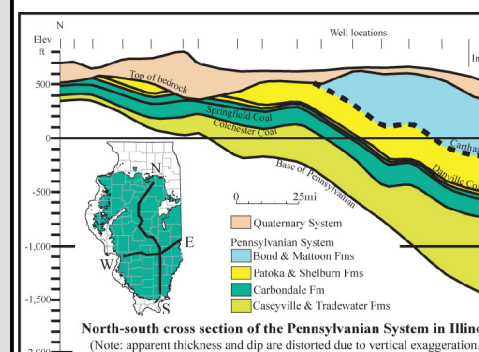 N
Elev
ft
Well locations
Top of bedrock
500
Springfield Coal
Colchester Coal
0
Danville Co
Base of Pennsylvanian
N
-500
0 25mi
Quaternary System
Pennsylvanian System
Bond & Mattoon Fms
E
-1,000
Patoka & Shelburn Fms
W
Carbondale Fm
-1,500
Caseyville & Tradewater Fms
S
North-south cross section of the Pennsylvanian System in Illino
(Note: apparent thickness and dip are distorted due to vertical exaggeration.